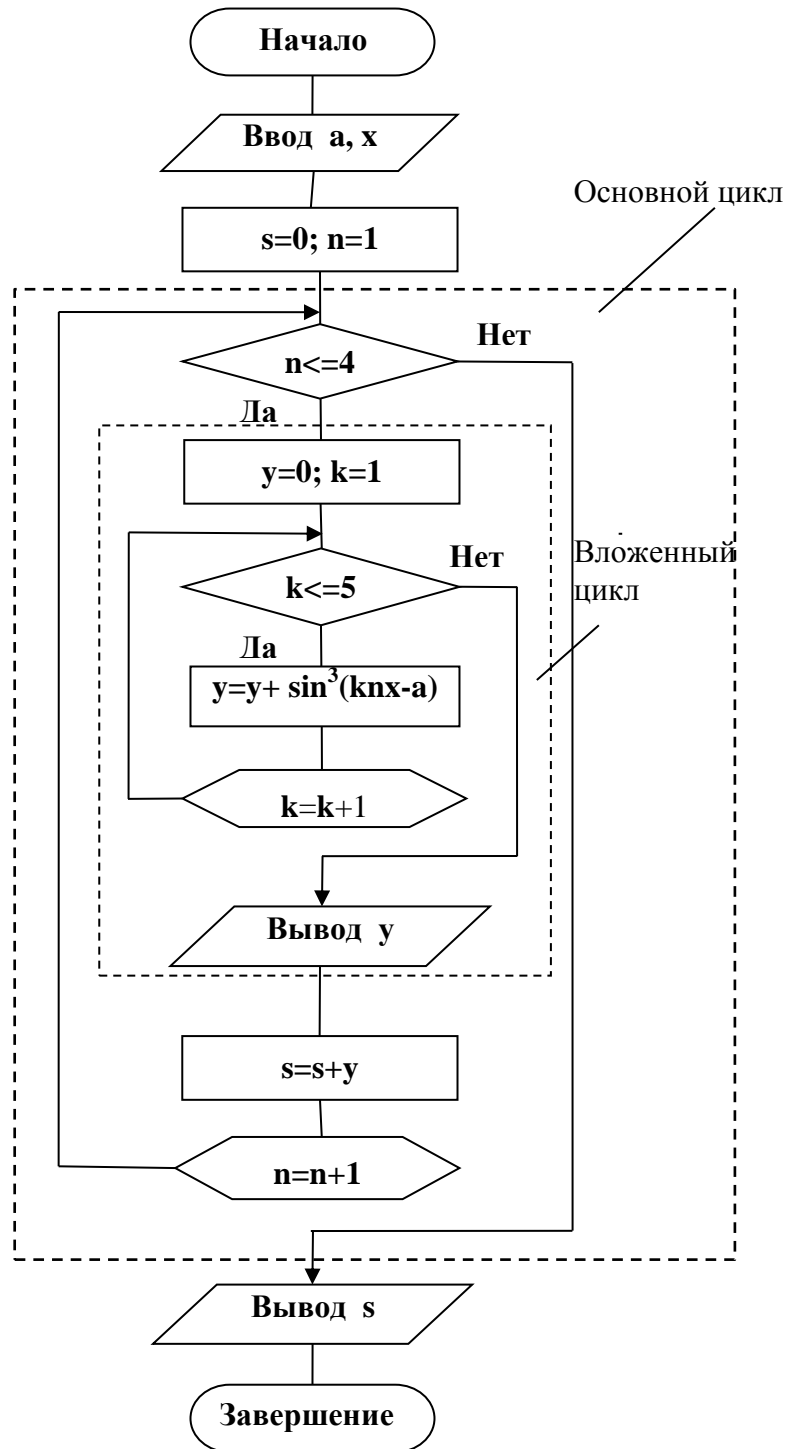 Начало
Ввод a, x
Основной цикл
s=0; n=1
Нет
n<=4
Да
y=0; k=1
Нет
Вложенный
цикл
k<=5
Да
y=y+ sin³(knx-a)
k=k+1
Вывод y
s=s+y
n=n+1
Вывод s
Завершение